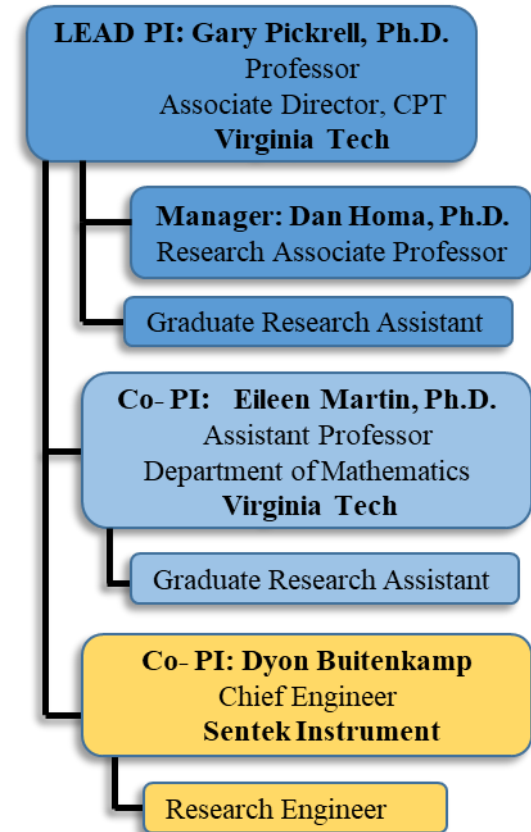 LEAD PI: Gary Pickrell, Ph.D.
Professor
Associate Director, CPT
Virginia Tech
Manager: Dan Homa, Ph.D.
Research Associate Professor
Graduate Research Assistant
Co- PI: Eileen Martin, Ph.D.
Assistant Professor
Department of Mathematics
Virginia Tech
Graduate Research Assistant
Co- PI: Dyon Buitenkamp
Chief Engineer
Sentek Instrument
Research Engineer